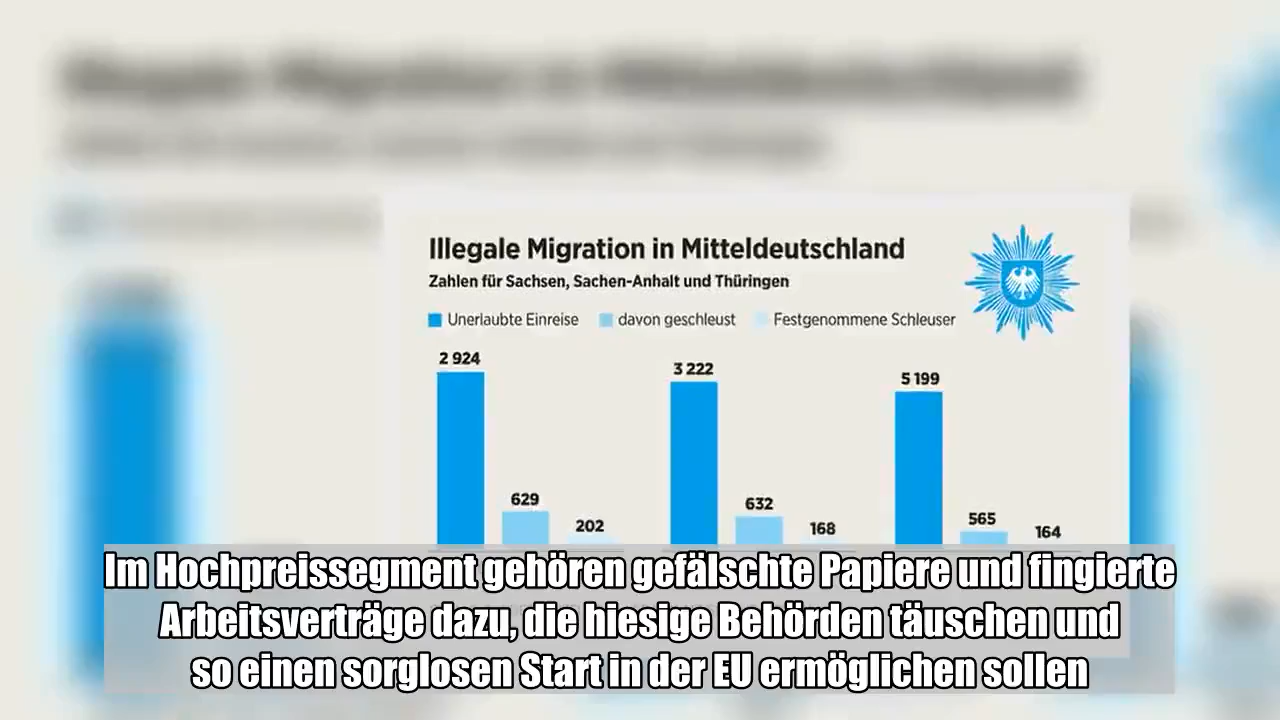 Illegale Migration in Mitteldeutschland
Zahlen für Sachsen, Sachen-Anhalt und Thüringen
Unerlaubte Einreise davon geschleust Festgenommene Schleuser
2 924 3 222 5 199
629 202 632 168 565 164
Im Hochpreissegment gehören gefälschte Papiere und fingierte
Arbeitsverträge dazu, die hiesige Behörden täuschen und
so einen sorglosen Start in der EU ermöglichen sollen